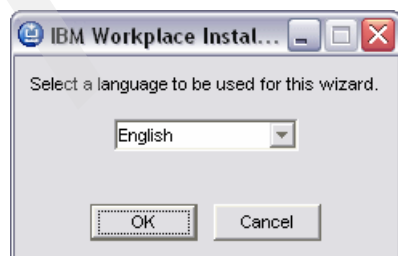 IBM Workplace Instal...
Select a language to be used for this wizard.
English
OK Cancel